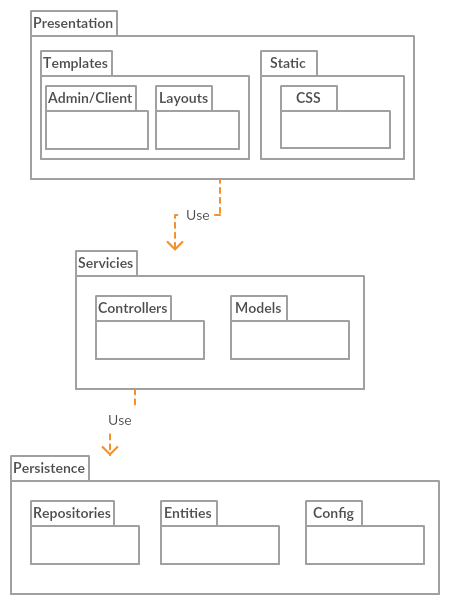 Presentation
Templates
Static
Admin/Client
Layouts
CSS
Use
Servicies
Controllers
Models
Use
Persistence
Repositories
Entities
Config